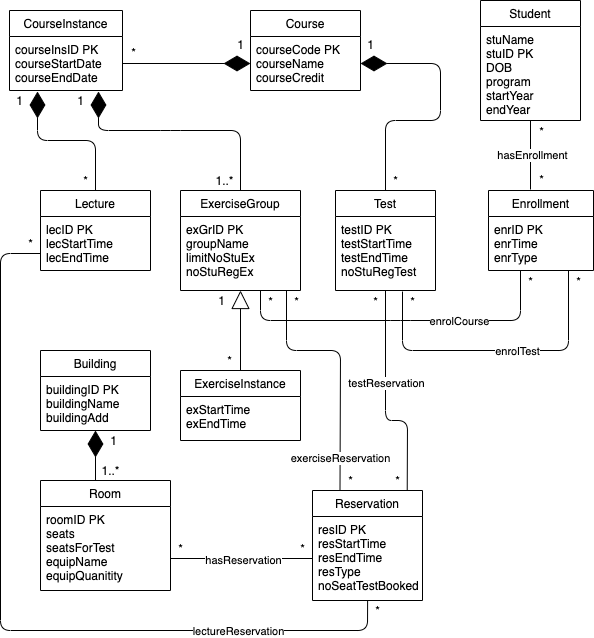 CourseInstance
courseInsID PK
courseStartDate
courseEndDate
Course
courseCode PK
courseName
courseCredit
Student
stuName
stuID PK
DOB
program
startYear
endYear
*
1
1
1
1
*
hasEnrollment
*
*
1..*
*
Lecture
lecID PK
lecStartTime
lecEndTime
*
ExerciseGroup
exGrID PK
groupName
limitNoStuEx
noStuRegEx
Test
testID PK
testStartTime
testEndTime
noStuRegTest
Enrollment
enrID PK
enrTime
enrType
1
*
*
*
*
*
*
enrolCourse
enrolTest
Building
buildingID PK
buildingName
buildingAdd
*
ExerciseInstance
exStartTime
exEndTime
testReservation
1
1..*
exerciseReservation
*
*
Room
roomID PK
seats
seatsForTest
equipName
equipQuanitity
*
hasReservation
*
Reservation
resID PK
resStartTime
resEndTime
resType
noSeatTestBooked
*
lectureReservation